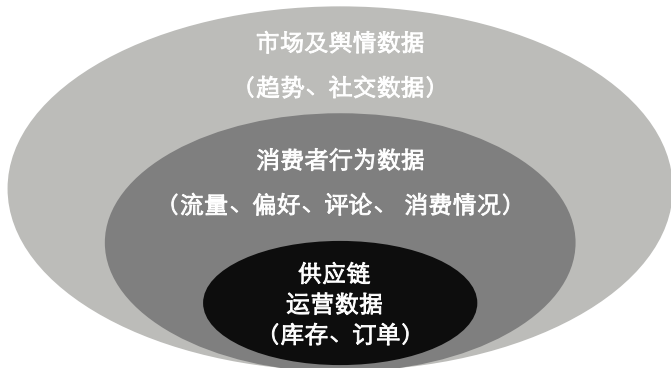 市场及舆情数据
（趋势、社交数据）
消费者行为数据
（流量、偏好、评论、 消费情况）
供应链
运营数据
（库存、订单）